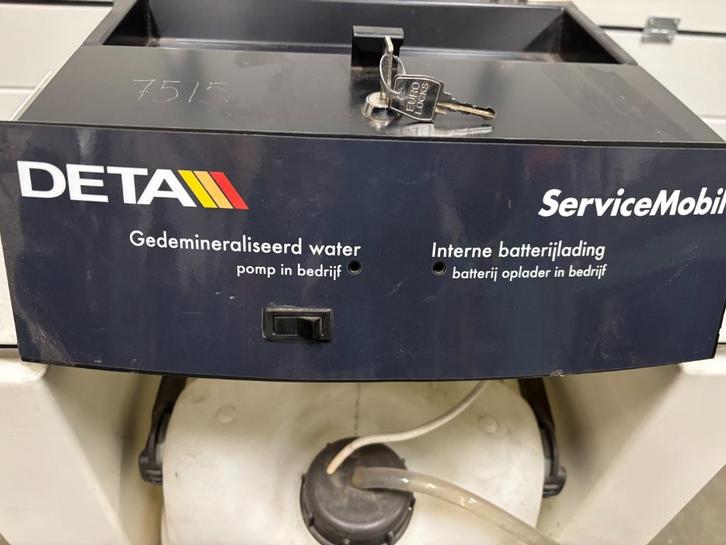 7515
EURO
LOCKS
DETA
ServiceMobil
Gedemineraliseerd water
pomp in bedrijf
Interne batterijlading
batterij oplader in bedrijf